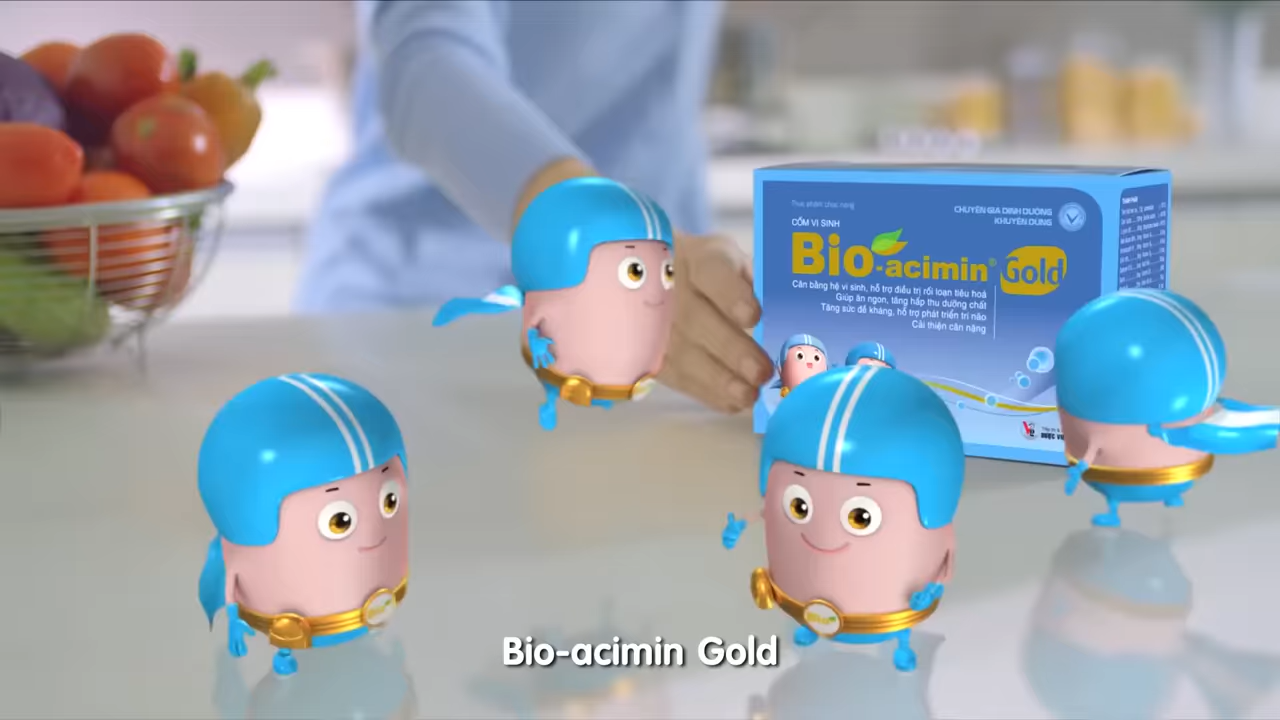 Thực phẩm chức năng
CHUYÊN GIA DINH DƯỠNG
KHUYÊN DÙNG
CỐM VI SINH
Bio-acimin® Gold
Cân bằng hệ vi sinh, hỗ trợ điều trị rối loạn tiêu hoá
Giúp ăn ngon, tăng hấp thu dưỡng chất
Tăng sức đề kháng, hỗ trợ phát triển trí não
Cải thiện cân nặng
Bio
Bio-acimin Gold